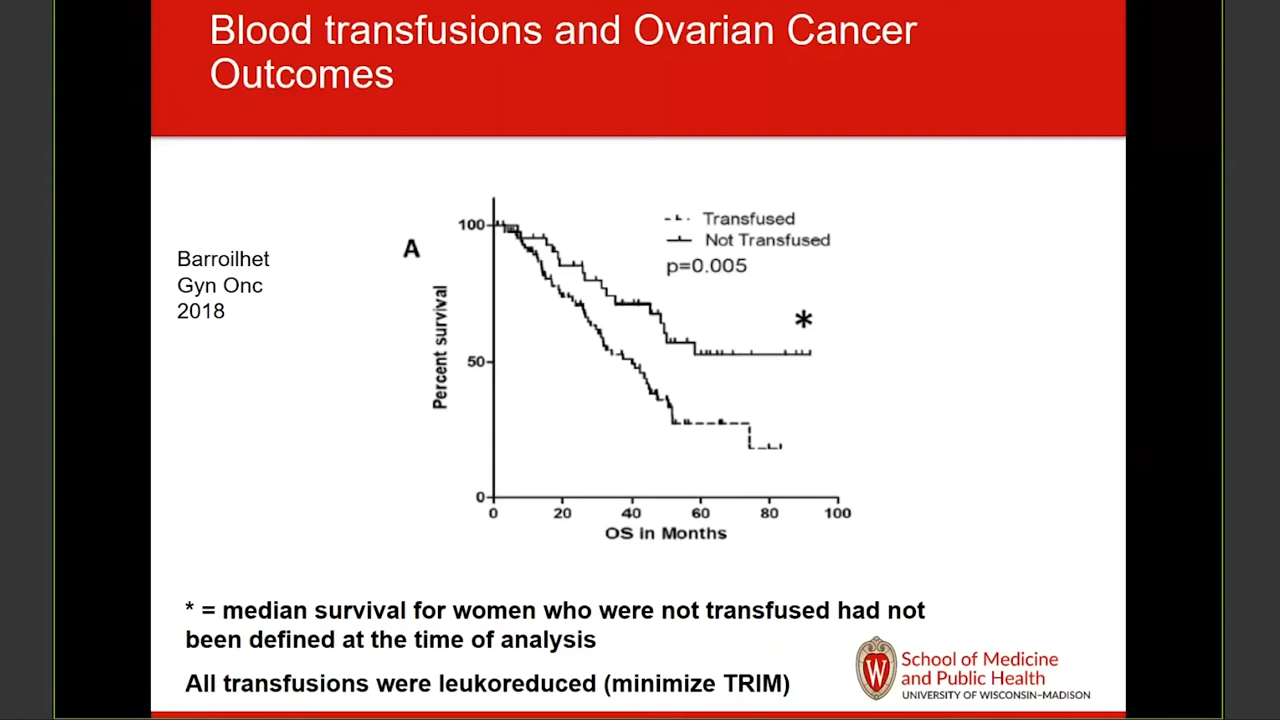 Blood transfusions and Ovarian Cancer
Outcomes
Barroilhet
Gyn Onc
2018
A
Transfused
Not Transfused
p=0.005
*
Percent survival
100
50
0
0 20 40 60 80 100
OS in Months
* = median survival for women who were not transfused had not
been defined at the time of analysis
All transfusions were leukoreduced (minimize TRIM)
W
School of Medicine
and Public Health
UNIVERSITY OF WISCONSIN–MADISON